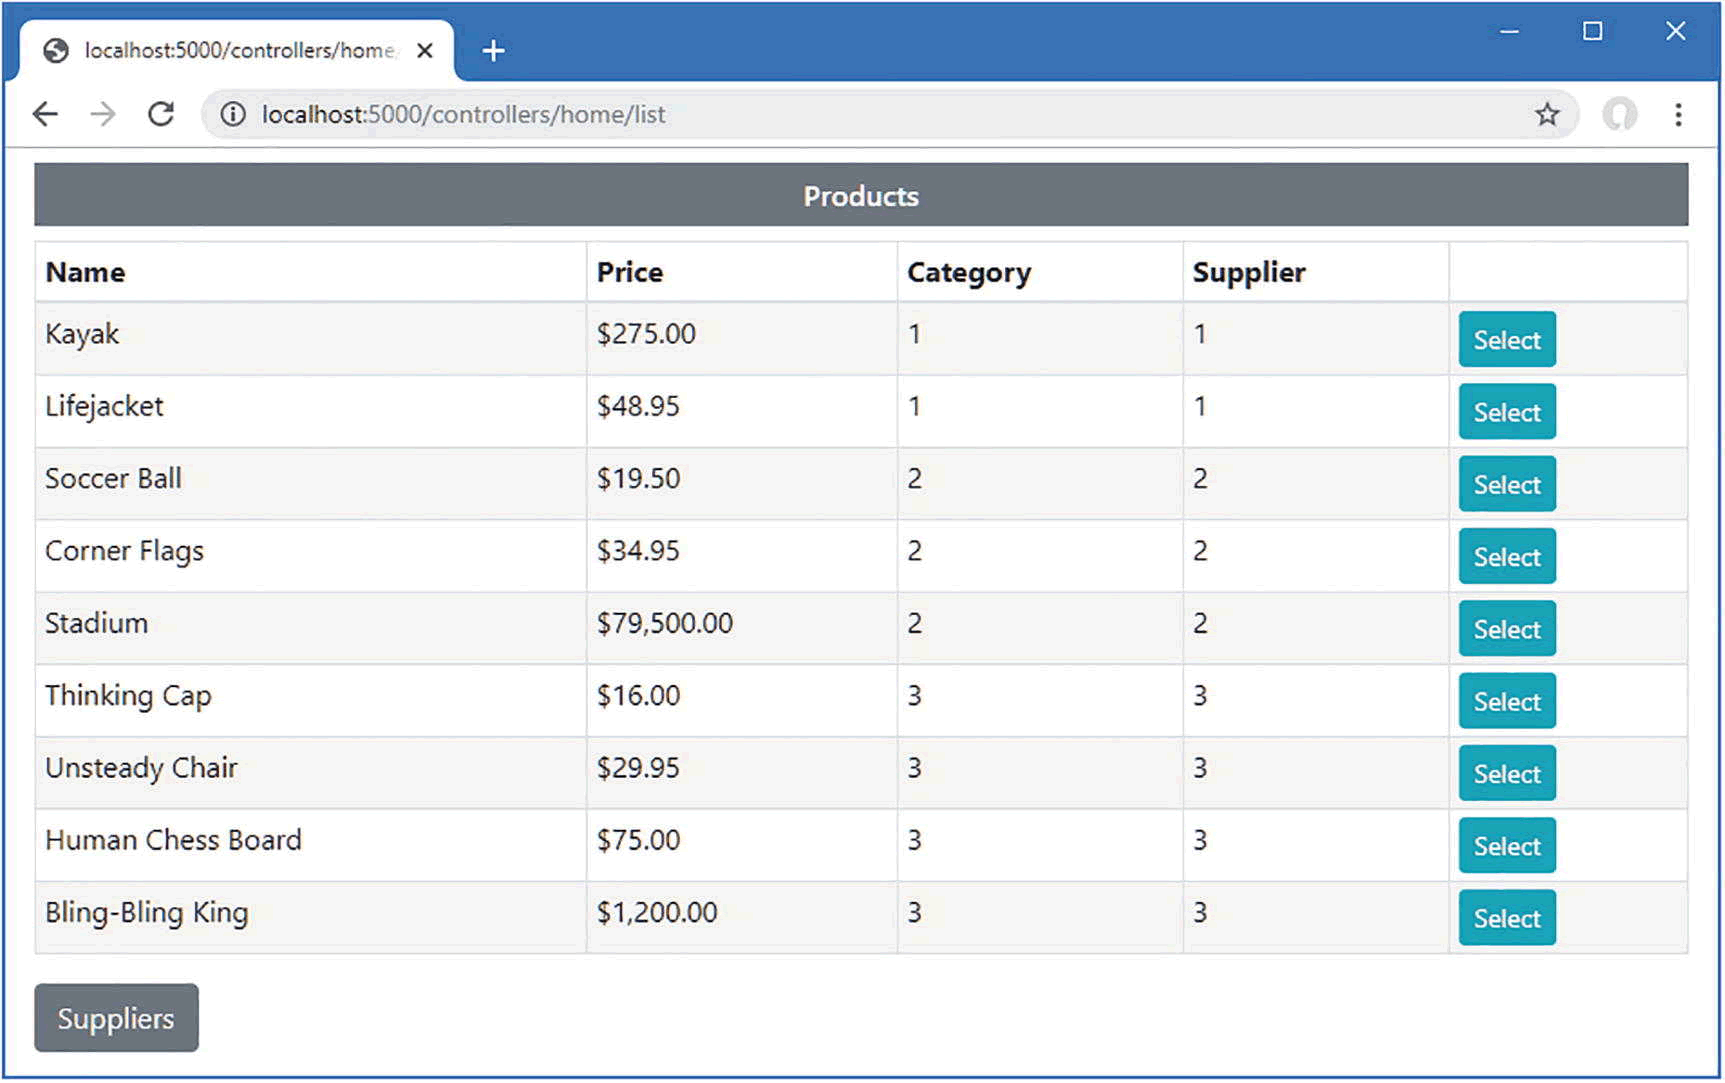 localhost:5000/controllers/home/
localhost:5000/controllers/home/list
Products
Name Price Category Supplier
Kayak $275.00 1 1 Select
Lifejacket $48.95 1 1 Select
Soccer Ball $19.50 2 2 Select
Corner Flags $34.95 2 2 Select
Stadium $79,500.00 2 2 Select
Thinking Cap $16.00 3 3 Select
Unsteady Chair $29.95 3 3 Select
Human Chess Board $75.00 3 3 Select
Bling-Bling King $1,200.00 3 3 Select
Suppliers